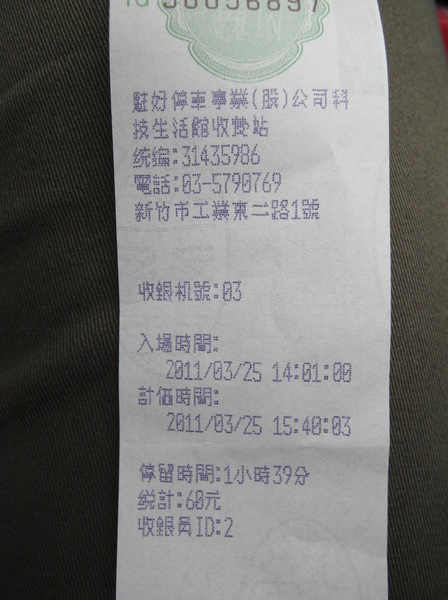 駐好停車事業(股)公司科
技生活館收費站
统編:31435986
電話:03-5790769
新竹市工業東二路1號
收銀机號:03
入場時間:
2011/03/25 14:01:00
計価時間:
2011/03/25 15:40:03
停留時間:1小時39分
総計:60元
收銀員ID:2